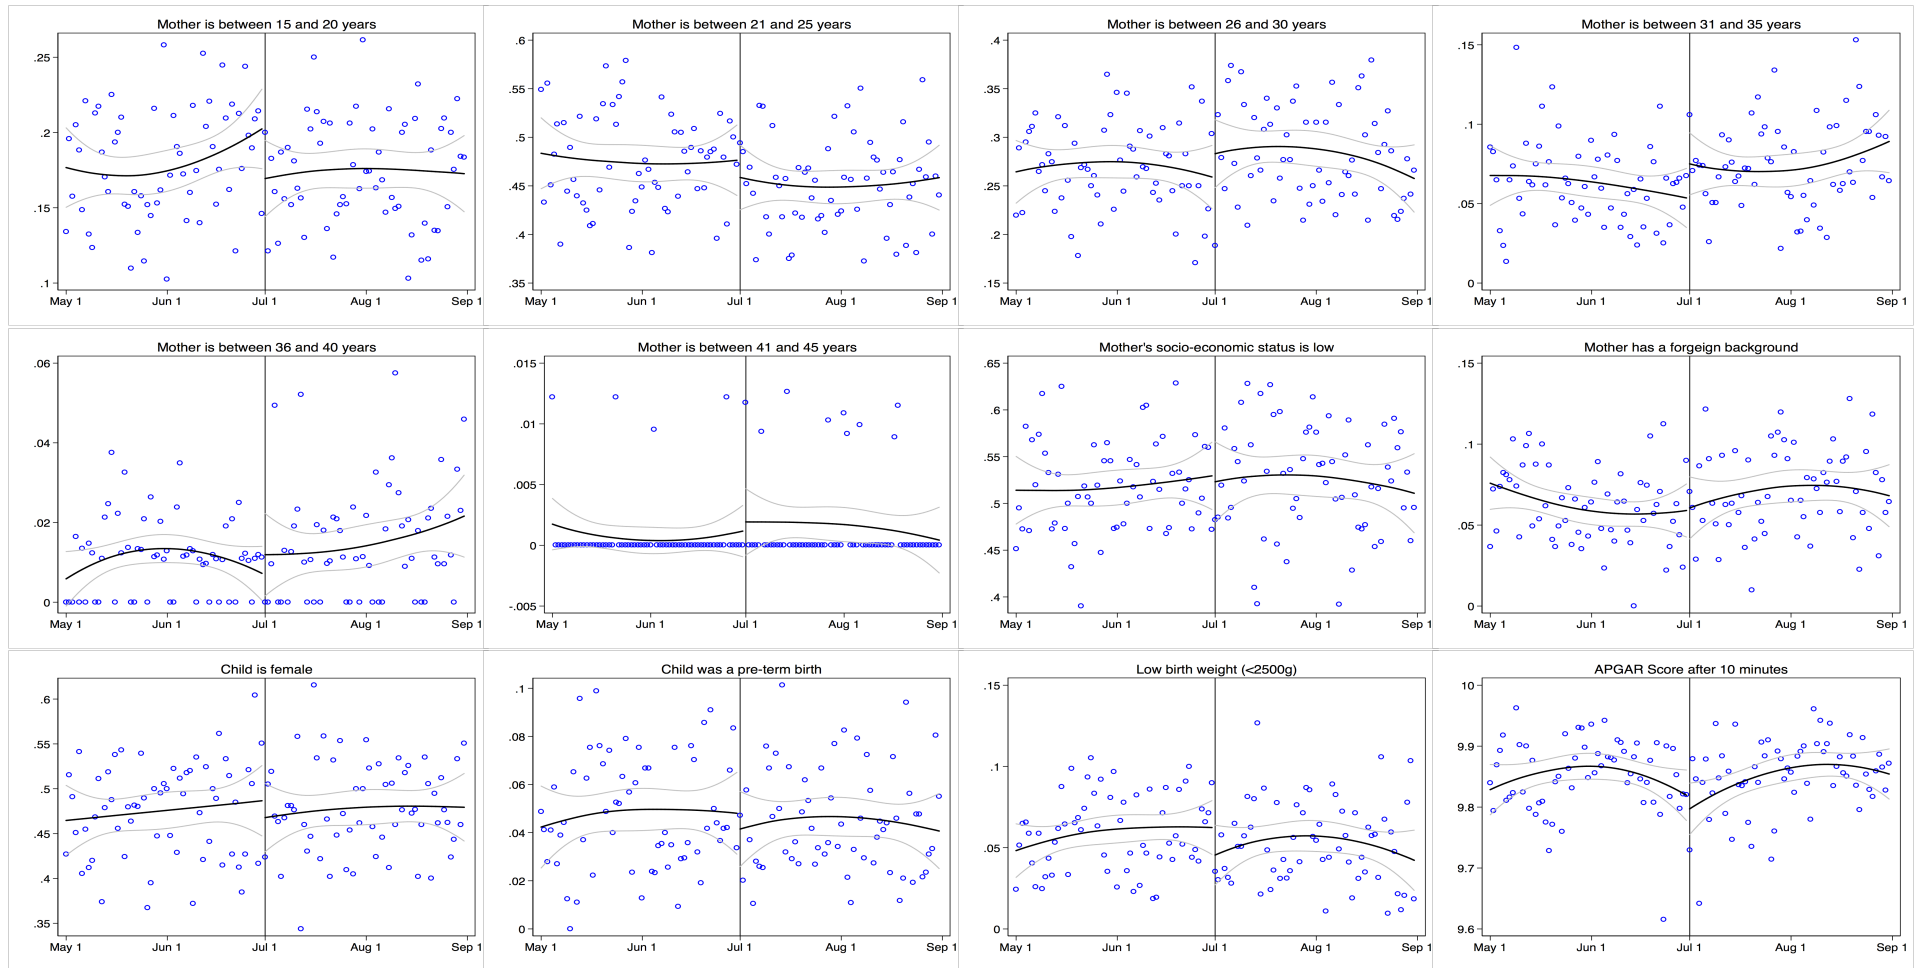 Mother is between 15 and 20 years
.25
.2
.15
.1
May 1 Jun 1 Jul 1 Aug 1 Sep 1
Mother is between 21 and 25 years
.6
.55
.5
.45
.4
.35
May 1 Jun 1 Jul 1 Aug 1 Sep 1
Mother is between 26 and 30 years
.4
.35
.3
.25
.2
.15
May 1 Jun 1 Jul 1 Aug 1 Sep 1
Mother is between 31 and 35 years
.15
.1
.05
0
May 1 Jun 1 Jul 1 Aug 1 Sep 1
Mother is between 36 and 40 years
.06
.04
.02
0
May 1 Jun 1 Jul 1 Aug 1 Sep 1
Mother is between 41 and 45 years
.015
.01
.005
0
-.005
May 1 Jun 1 Jul 1 Aug 1 Sep 1
Mother's socio-economic status is low
.65
.6
.55
.5
.45
.4
May 1 Jun 1 Jul 1 Aug 1 Sep 1
Mother has a forgeign background
.15
.1
.05
0
May 1 Jun 1 Jul 1 Aug 1 Sep 1
Child is female
.6
.55
.5
.45
.4
.35
May 1 Jun 1 Jul 1 Aug 1 Sep 1
Child was a pre-term birth
.1
.08
.06
.04
.02
0
May 1 Jun 1 Jul 1 Aug 1 Sep 1
Low birth weight (<2500g)
.15
.1
.05
0
May 1 Jun 1 Jul 1 Aug 1 Sep 1
APGAR Score after 10 minutes
10
9.9
9.8
9.7
9.6
May 1 Jun 1 Jul 1 Aug 1 Sep 1